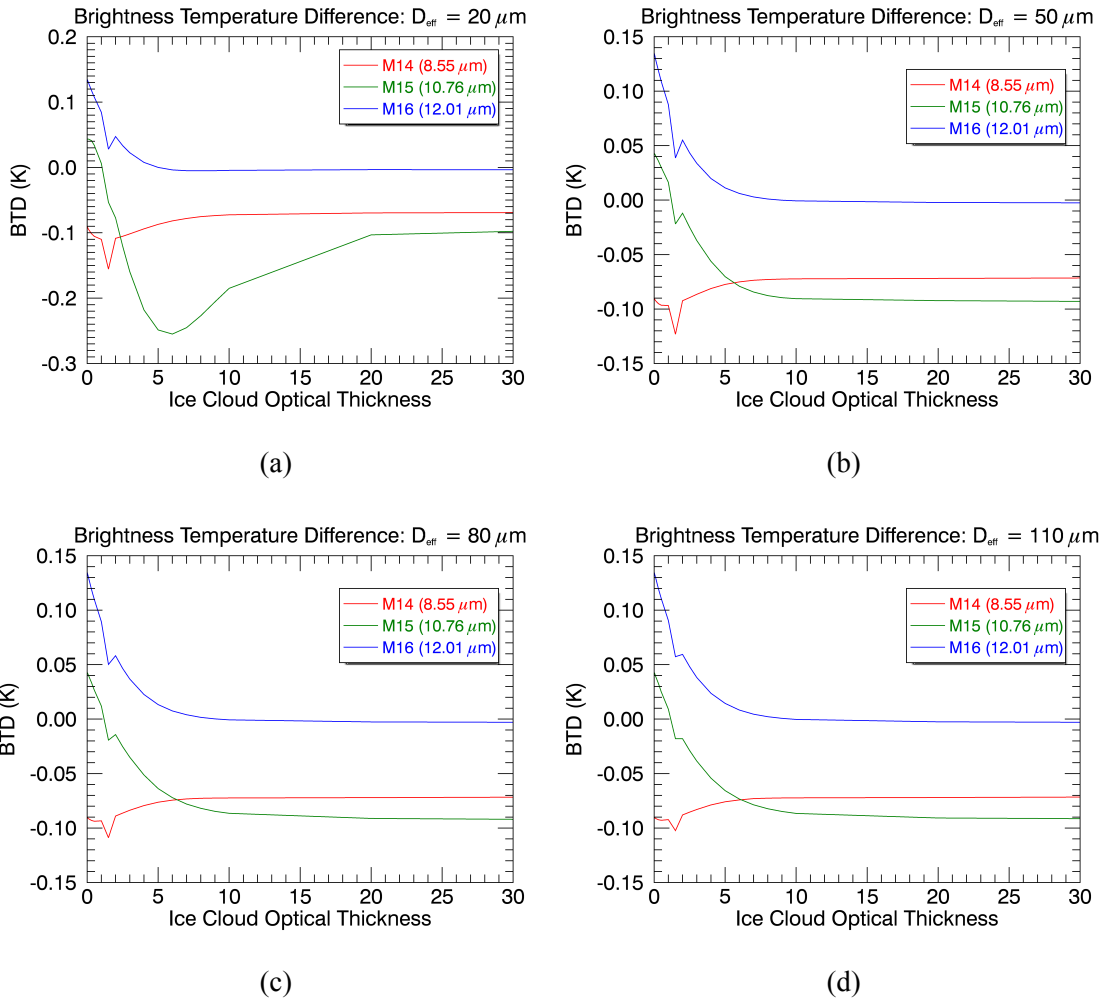 Brightness Temperature Difference: Deff = 20 μm
0.2
0.1
0.0
-0.1
-0.2
-0.3
BTD (K)
M14 (8.55 μm)
M15 (10.76 μm)
M16 (12.01 μm)
0 5 10 15 20 25 30
Ice Cloud Optical Thickness
(a)
Brightness Temperature Difference: Deff = 50 μm
0.15
0.10
0.05
0.00
-0.05
-0.10
-0.15
BTD (K)
M14 (8.55 μm)
M15 (10.76 μm)
M16 (12.01 μm)
0 5 10 15 20 25 30
Ice Cloud Optical Thickness
(b)
Brightness Temperature Difference: Deff = 80 μm
0.15
0.10
0.05
0.00
-0.05
-0.10
-0.15
BTD (K)
M14 (8.55 μm)
M15 (10.76 μm)
M16 (12.01 μm)
0 5 10 15 20 25 30
Ice Cloud Optical Thickness
(c)
Brightness Temperature Difference: Deff = 110 μm
0.15
0.10
0.05
0.00
-0.05
-0.10
-0.15
BTD (K)
M14 (8.55 μm)
M15 (10.76 μm)
M16 (12.01 μm)
0 5 10 15 20 25 30
Ice Cloud Optical Thickness
(d)